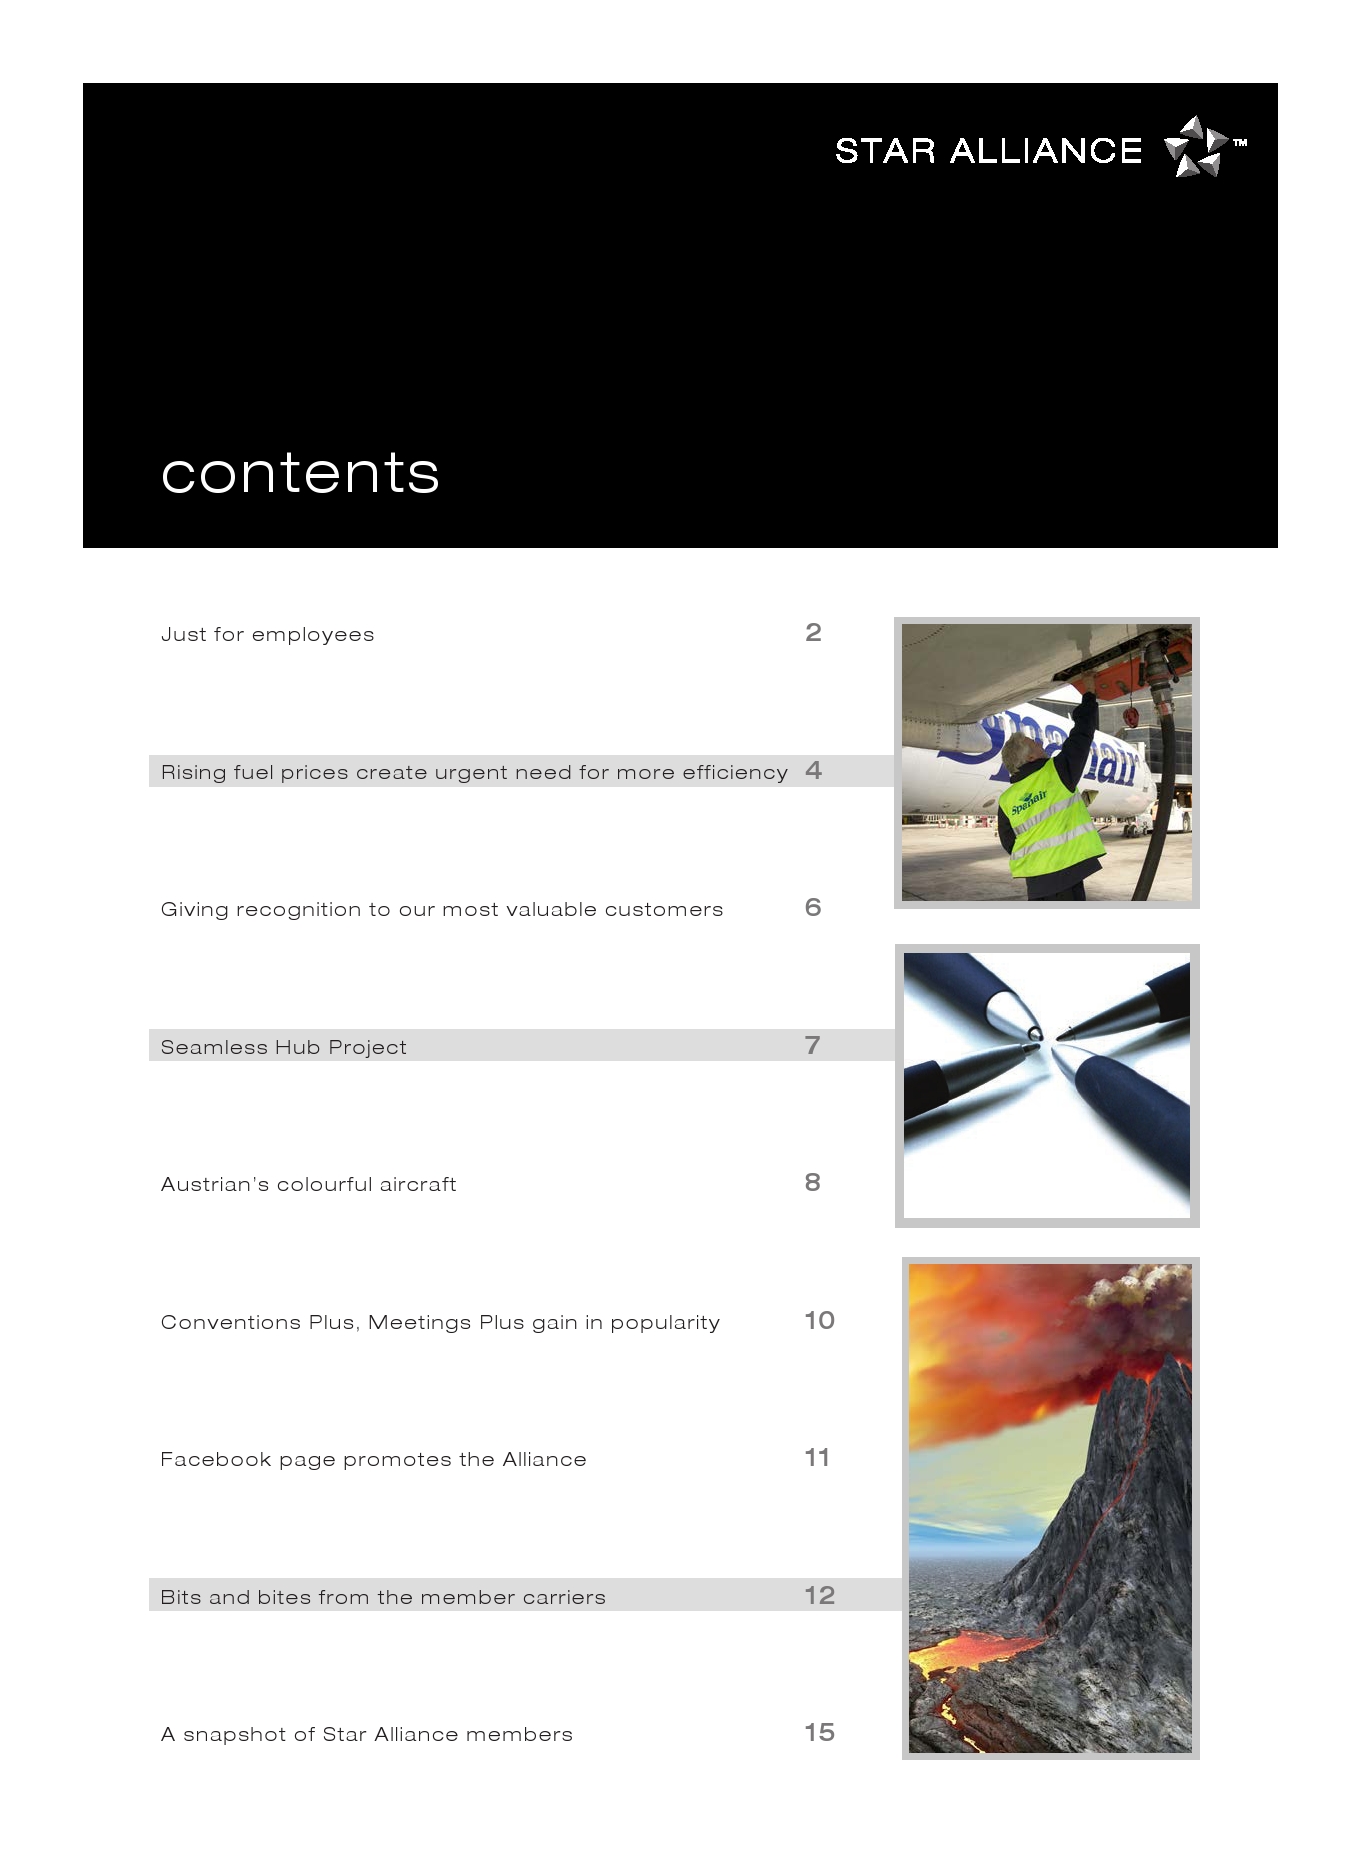 STAR ALLIANCE ™
contents
Just for employees 2
Rising fuel prices create urgent need for more efficiency 4
Giving recognition to our most valuable customers 6
Seamless Hub Project 7
Austrian's colourful aircraft 8
Conventions Plus, Meetings Plus gain in popularity 10
Facebook page promotes the Alliance 11
Bits and bites from the member carriers 12
A snapshot of Star Alliance members 15
Spanair
Spanair